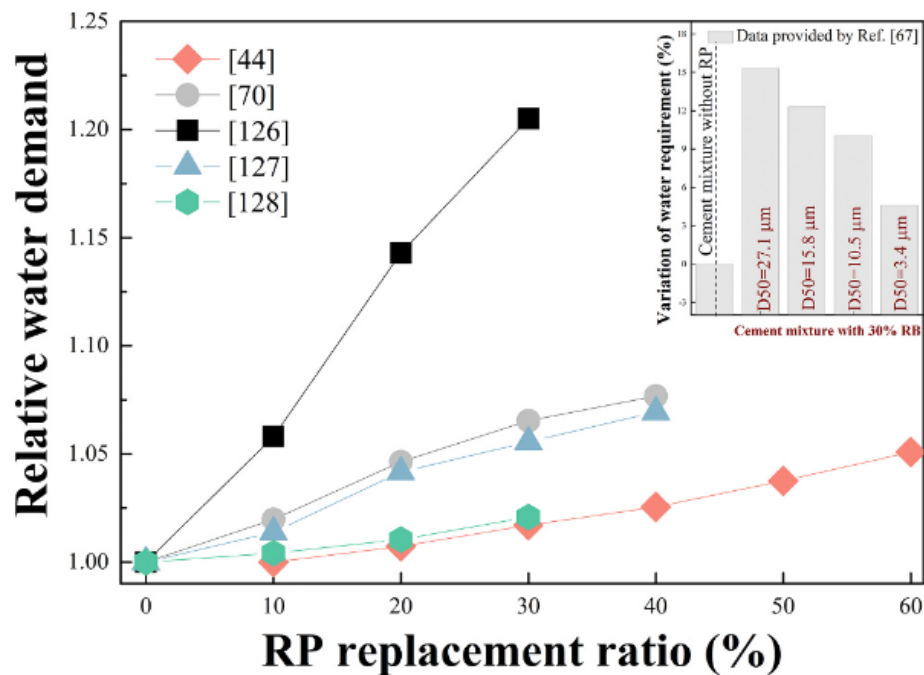 1.25
1.20
1.15
1.10
1.05
1.00
Relative water demand
[44]
[70]
[126]
[127]
[128]
0
10
20
30
40
50
60
RP replacement ratio (%)
Data provided by Ref. [67]
Variation of water requirement (%)
18
15
12
9
6
3
0
-3
Cement mixture without RP
D50=27.1 μm
D50=15.8 μm
D50=10.5 μm
D50=3.4 μm
Cement mixture with 30% RB